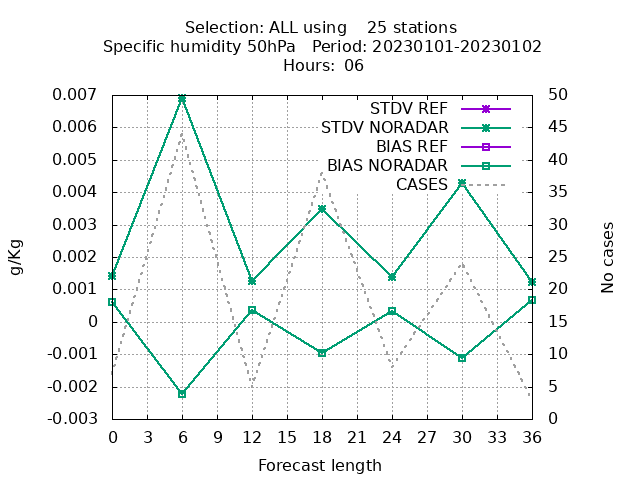 Selection: ALL using    25 stations
Specific humidity 50hPa   Period: 20230101-20230102
Hours:  06
STDV REF
STDV NORADAR
BIAS REF
BIAS NORADAR
CASES
0.007
0.006
0.005
0.004
0.003
0.002
0.001
0
-0.001
-0.002
-0.003
g/Kg
50
45
40
35
30
25
20
15
10
5
0
No cases
0 3 6 9 12 15 18 21 24 27 30 33 36
Forecast length